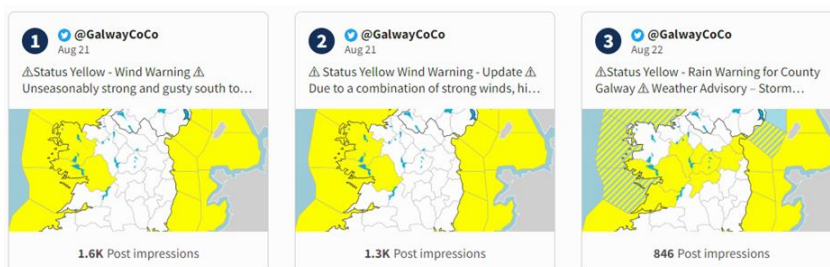 1
@GalwayCoCo
Aug 21
⚠Status Yellow - Wind Warning ⚠
Unseasonably strong and gusty south to…
1.6K Post impressions
2
@GalwayCoCo
Aug 21
⚠ Status Yellow Wind Warning - Update ⚠
Due to a combination of strong winds, hi…
1.3K Post impressions
3
@GalwayCoCo
Aug 22
⚠Status Yellow - Rain Warning for County
Galway ⚠ Weather Advisory – Storm…
846 Post impressions